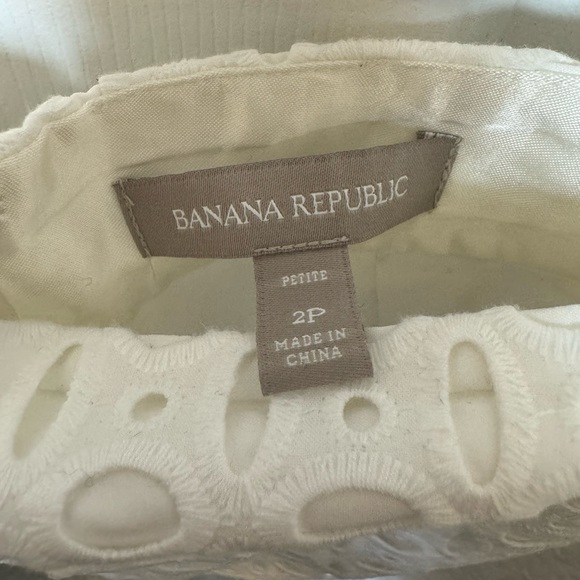 BANANA REPUBLIC
PETITE
2P
MADE IN
CHINA